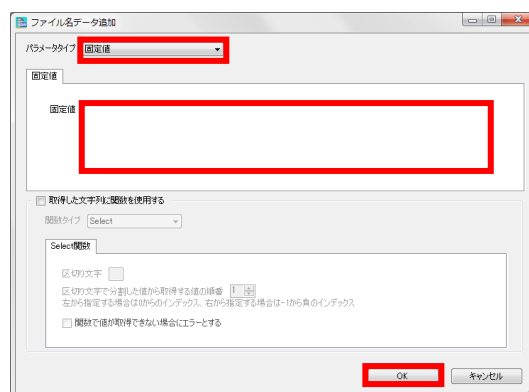 ファイル名データ追加
パラメータタイプ 固定値
固定値
固定値
取得した文字列に関数を使用する
関数タイプ Select
Select関数
区切り文字
区切り文字で分割した値から取得する値の順番 1
左から指定する場合は0からのインデックス、右から指定する場合は-1から負のインデックス
関数で値が取得できない場合にエラーとする
OK キャンセル